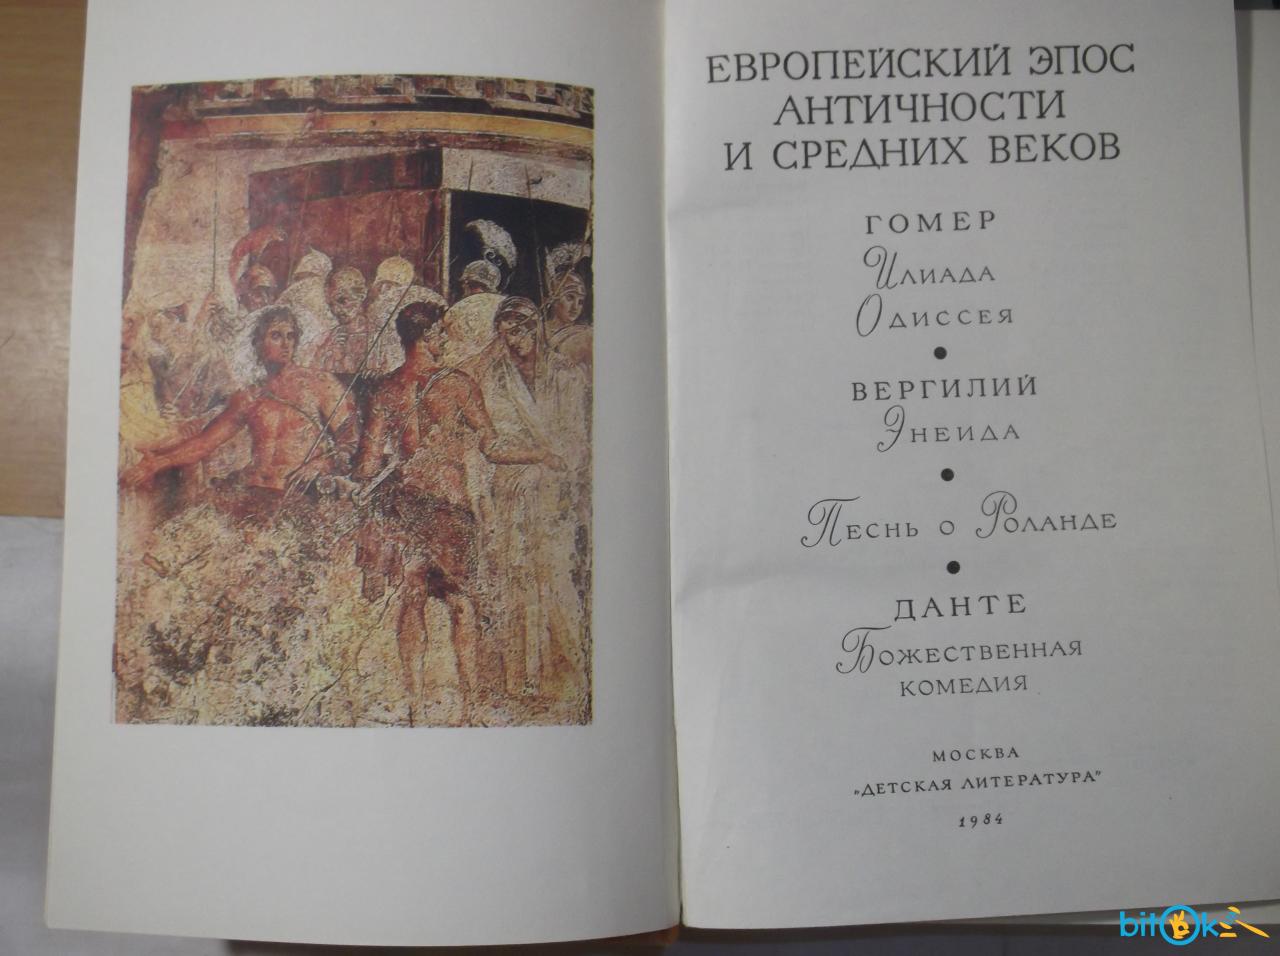 ЕВРОПЕЙСКИЙ ЭПОС
АНТИЧНОСТИ
И СРЕДНИХ ВЕКОВ
ГОМЕР
Илиада
Одиссея
ВЕРГИЛИЙ
Энеида
Песнь о Роланде
ДАНТЕ
Божественная
комедия
МОСКВА
„ДЕТСКАЯ ЛИТЕРАТУРА”
1984
bitOk